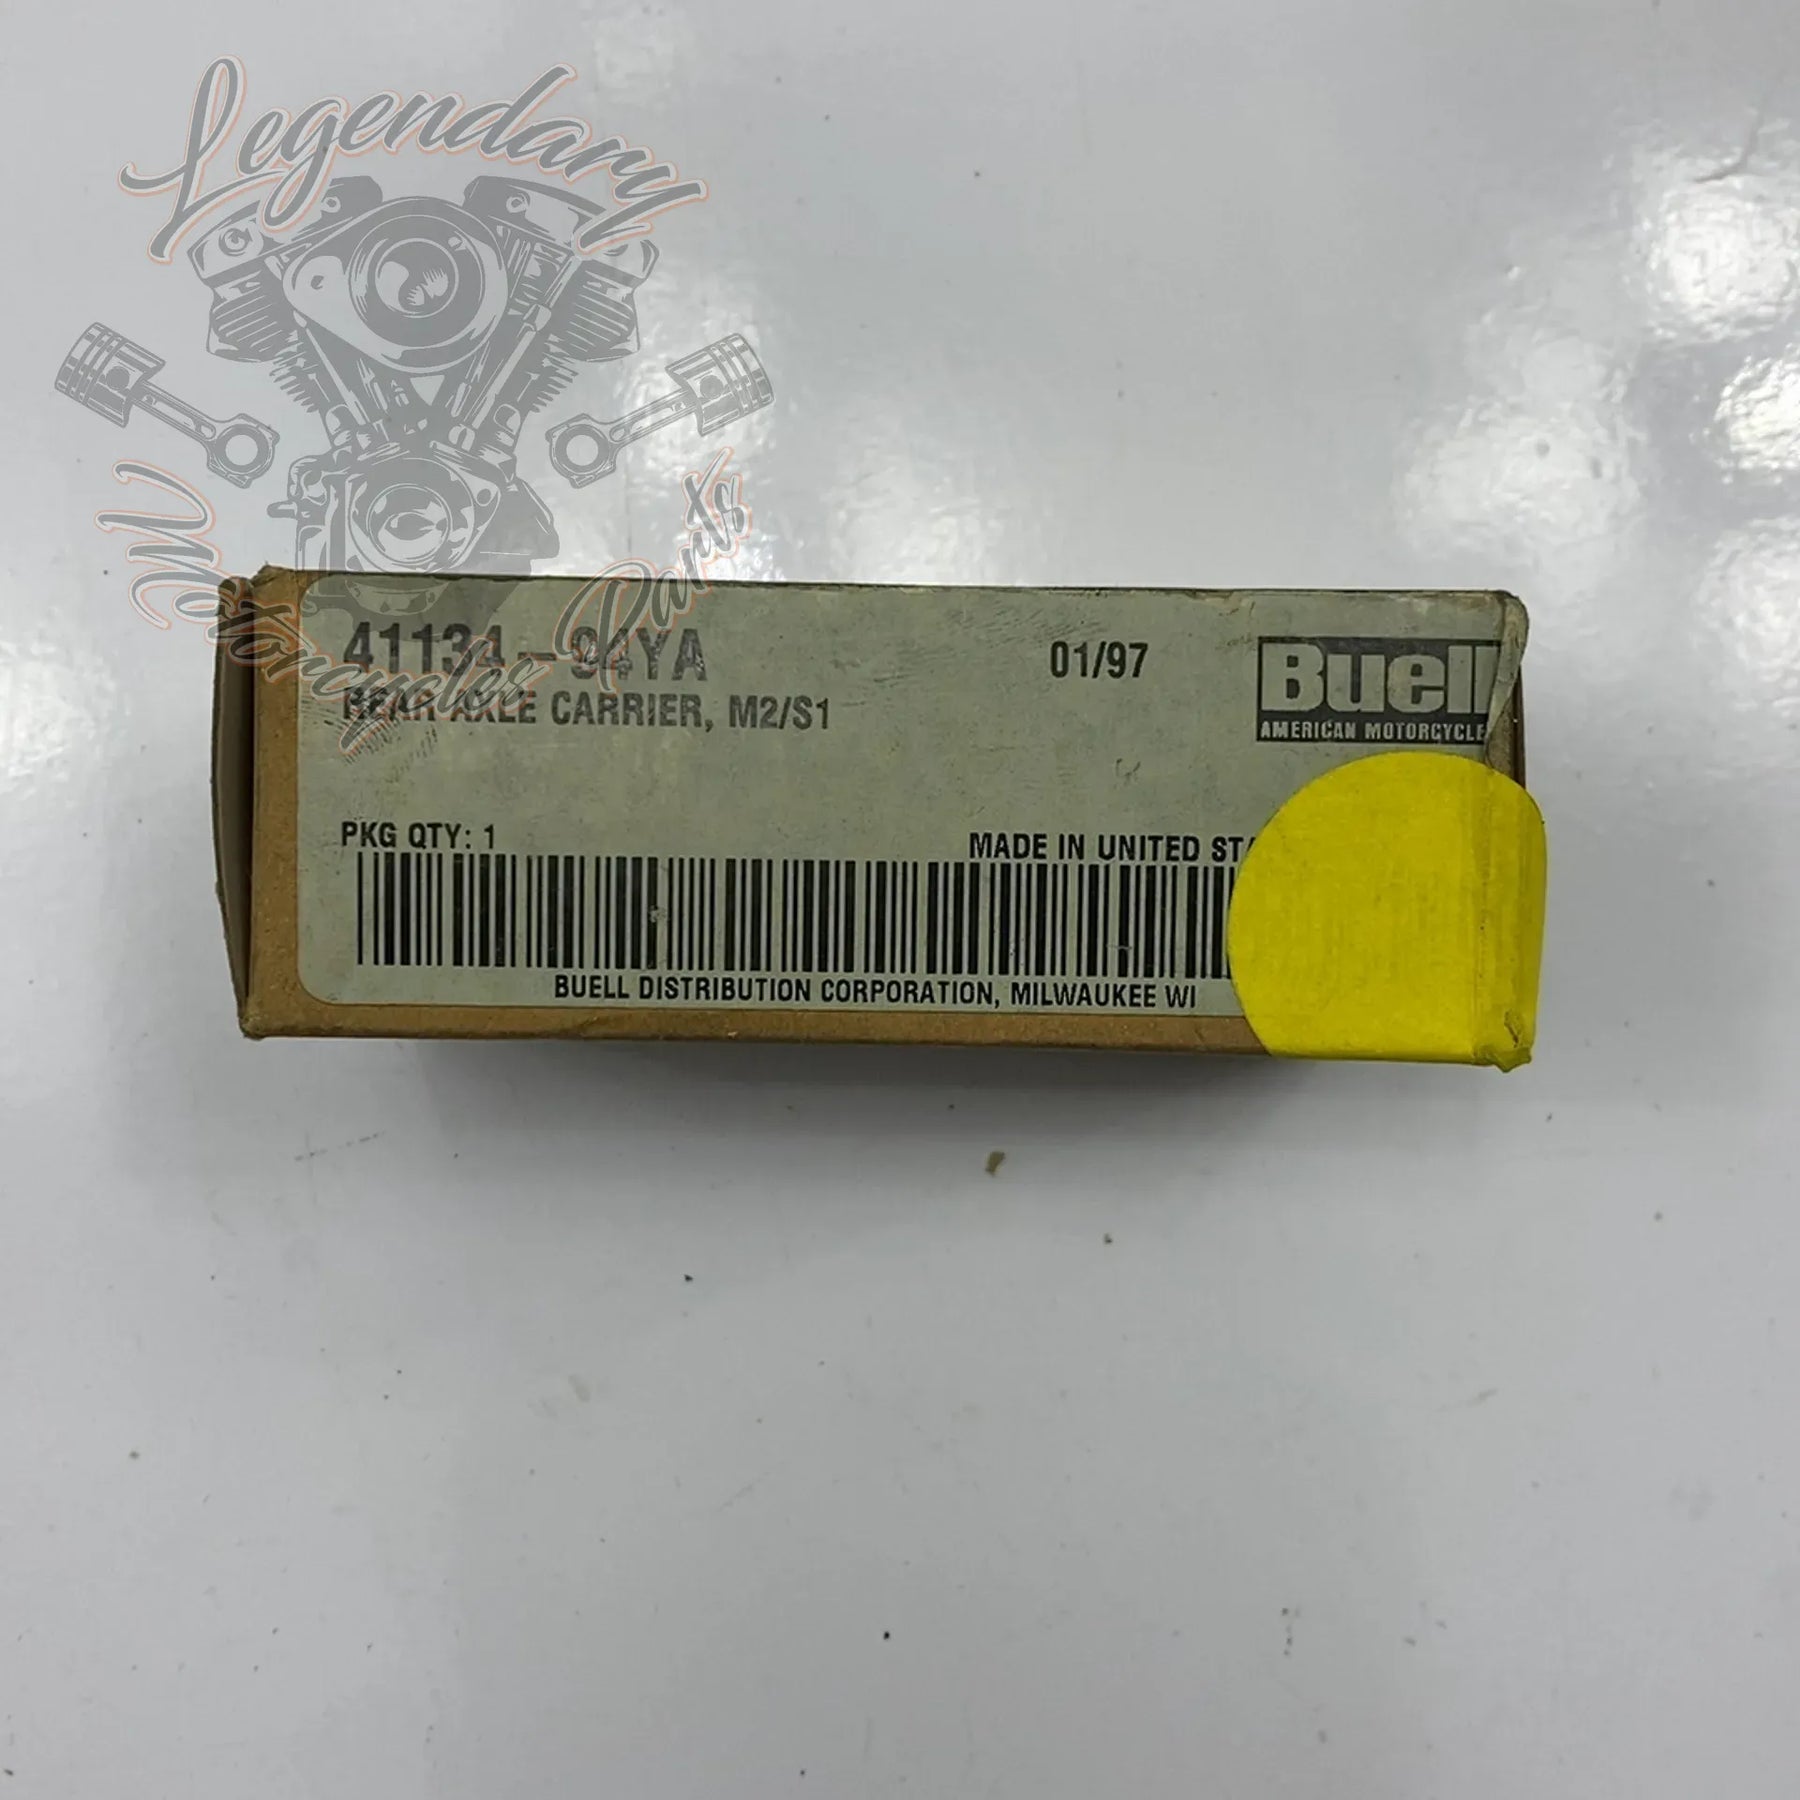 Legendary
Motorcycles Parts
41134-94YA
01/97
Buell
REAR AXLE CARRIER, M2/S1
AMERICAN MOTORCYCLE
PKG QTY: 1
MADE IN UNITED STA
BUELL DISTRIBUTION CORPORATION, MILWAUKEE WI